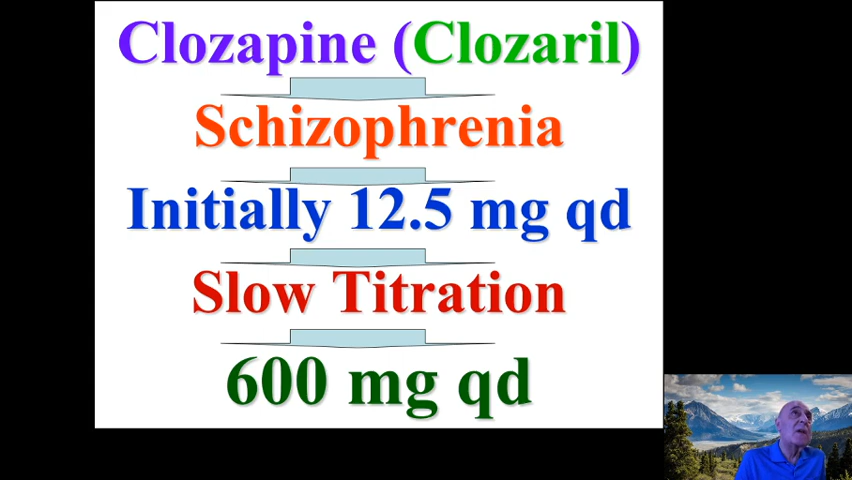 Clozapine (Clozaril)
Schizophrenia
Initially 12.5 mg qd
Slow Titration
600 mg qd